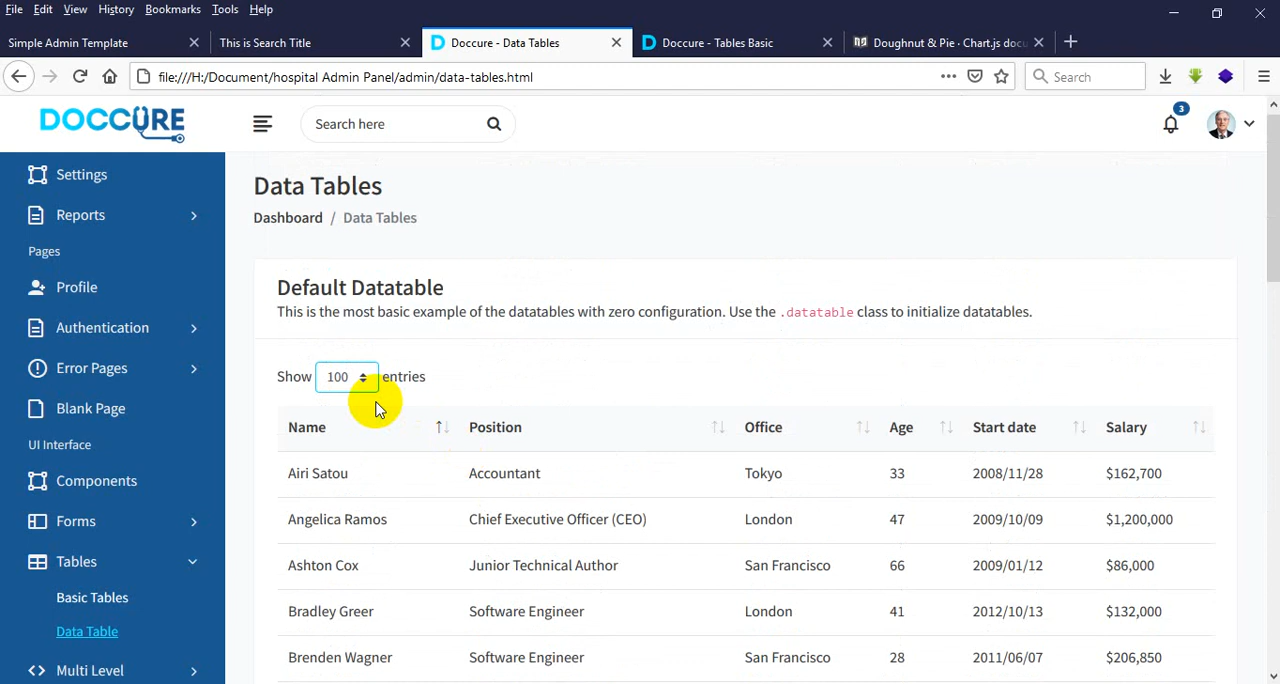 File Edit View History Bookmarks Tools Help
Simple Admin Template
This is Search Title
Doccure - Data Tables
Doccure - Tables Basic
Doughnut & Pie · Chart.js docu
file:///H:/Document/hospital Admin Panel/admin/data-tables.html
Search
DOCCURE
Search here
3
Settings
Reports
Pages
Profile
Authentication
Error Pages
Blank Page
UI Interface
Components
Forms
Tables
Basic Tables
Data Table
Multi Level
Data Tables
Dashboard / Data Tables
Default Datatable
This is the most basic example of the datatables with zero configuration. Use the .datatable class to initialize datatables.
Show 100 entries
Name Position Office Age Start date Salary
Airi Satou Accountant Tokyo 33 2008/11/28 $162,700
Angelica Ramos Chief Executive Officer (CEO) London 47 2009/10/09 $1,200,000
Ashton Cox Junior Technical Author San Francisco 66 2009/01/12 $86,000
Bradley Greer Software Engineer London 41 2012/10/13 $132,000
Brenden Wagner Software Engineer San Francisco 28 2011/06/07 $206,850